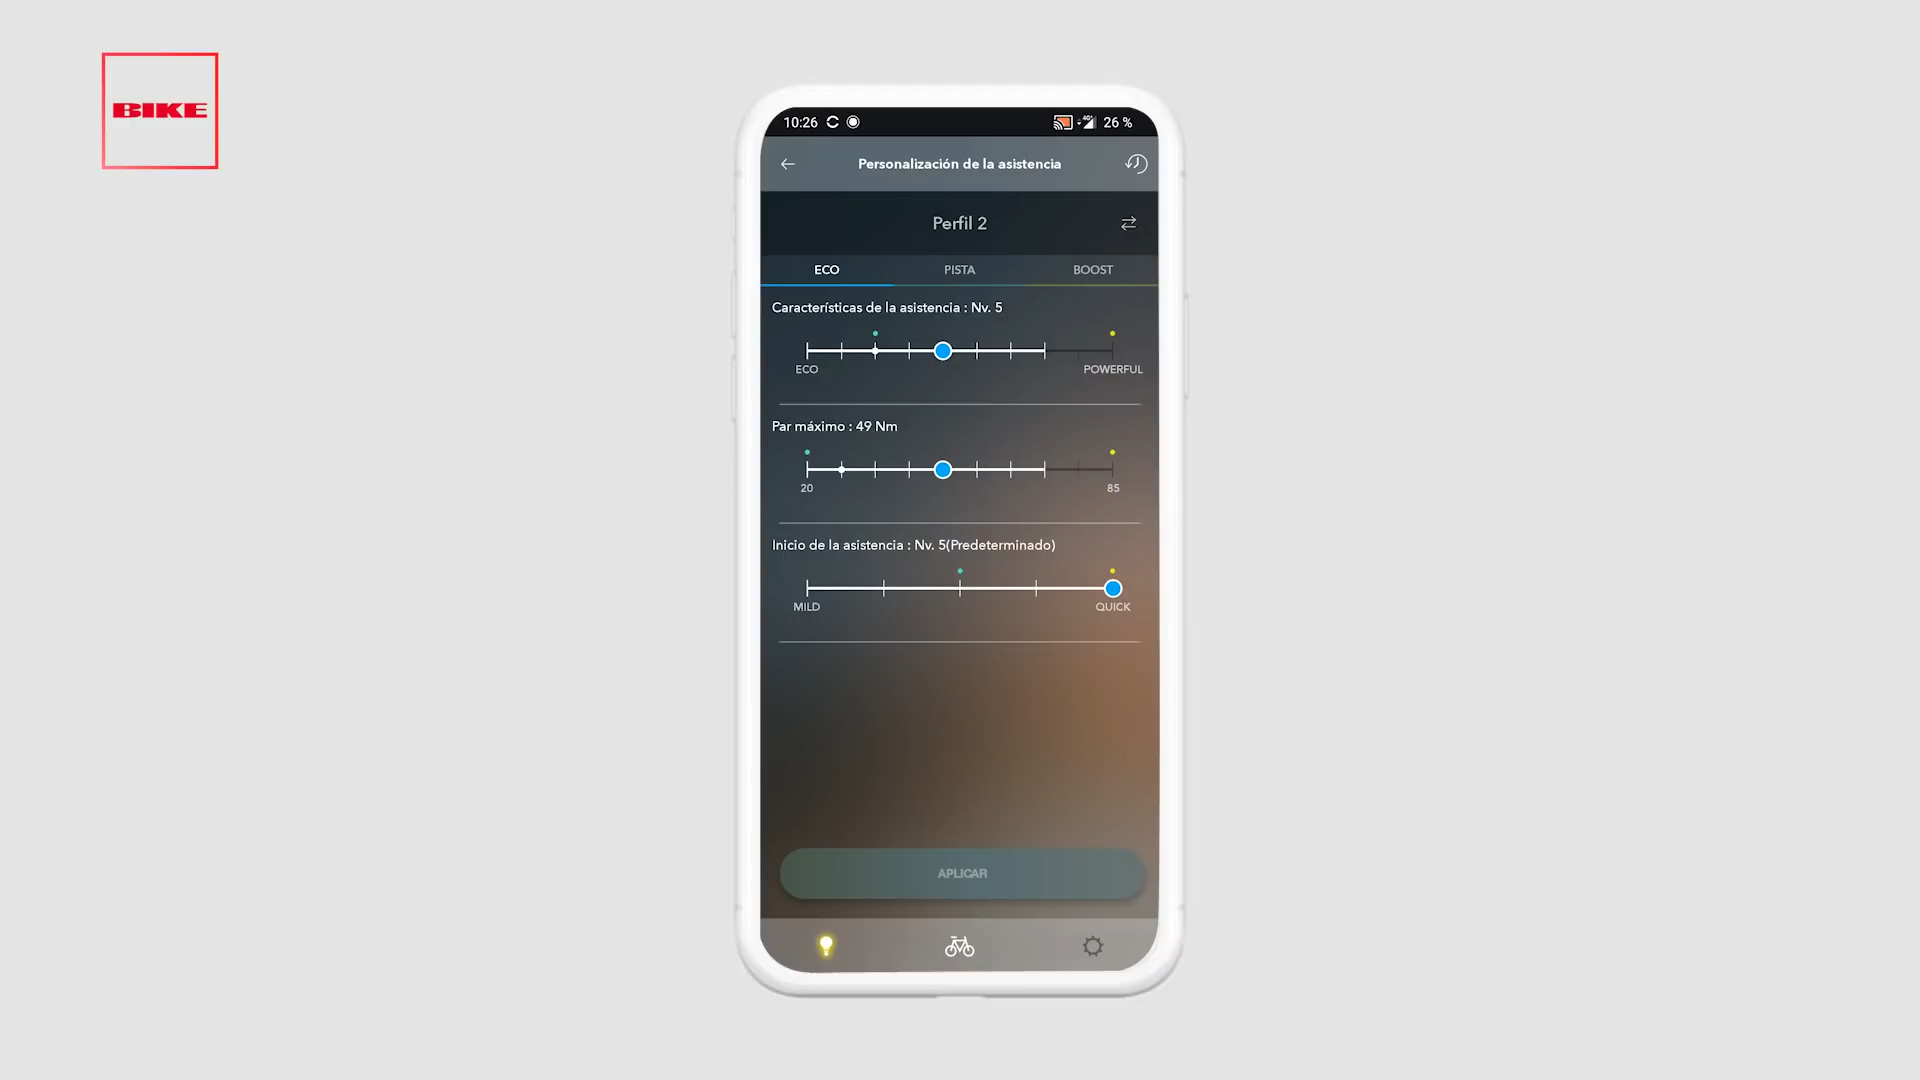 BIKE
10:26 4G 26 %
Personalización de la asistencia
Perfil 2
ECO PISTA BOOST
Características de la asistencia : Nv. 5
ECO POWERFUL
Par máximo : 49 Nm
20 85
Inicio de la asistencia : Nv. 5(Predeterminado)
MILD QUICK
APLICAR